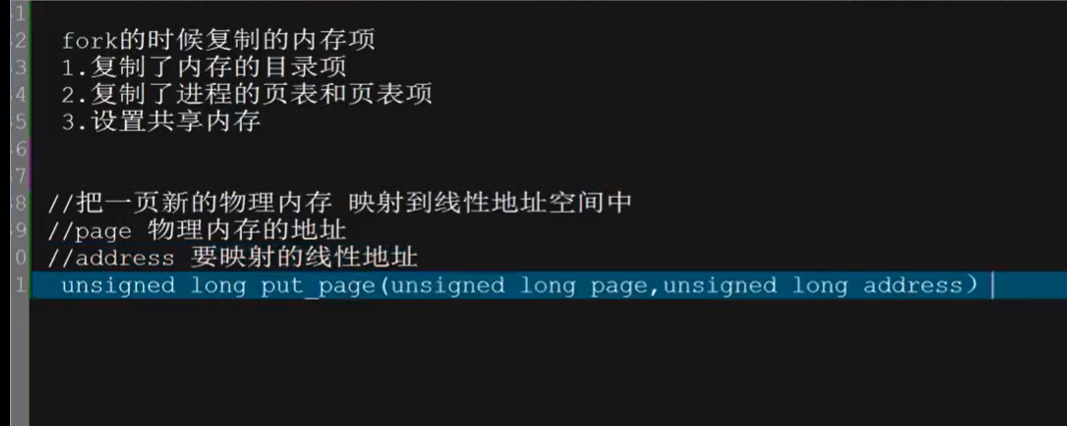 1
2 fork的时候复制的内存项
3 1.复制了内存的目录项
4 2.复制了进程的页表和页表项
5 3.设置共享内存
6
7
8 //把一页新的物理内存 映射到线性地址空间中
9 //page 物理内存的地址
0 //address 要映射的线性地址
1 unsigned long put_page(unsigned long page,unsigned long address)